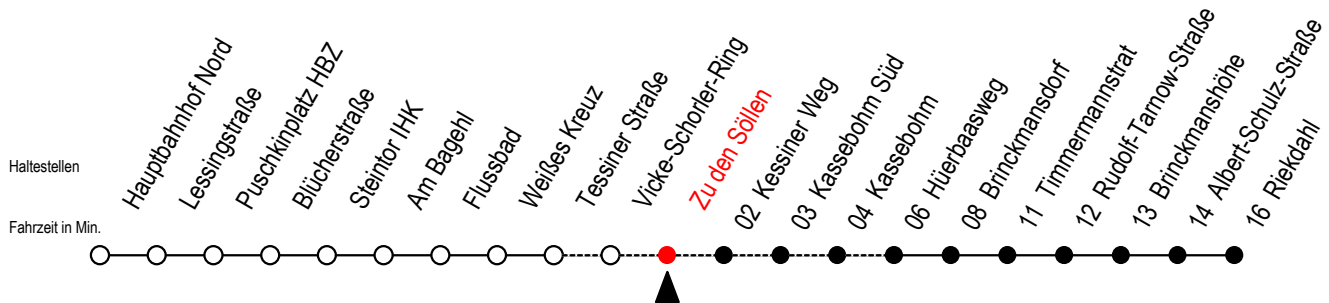 Haltestellen
Fahrzeit in Min.
Hauptbahnhof Nord
Lessingstraße
Puschkinplatz HBZ
Blücherstraße
Steintor IHK
Am Bagehl
Flussbad
Weißes Kreuz
Tessiner Straße
Vicke-Schorler-Ring
Zu den Söllen
02 Kessiner Weg
03 Kassebohm Süd
04 Kassebohm
06 Hüerbaasweg
08 Brinckmansdorf
11 Timmermannstrat
12 Rudolf-Tarnow-Straße
13 Brinckmanshöhe
14 Albert-Schulz-Straße
16 Riekdahl